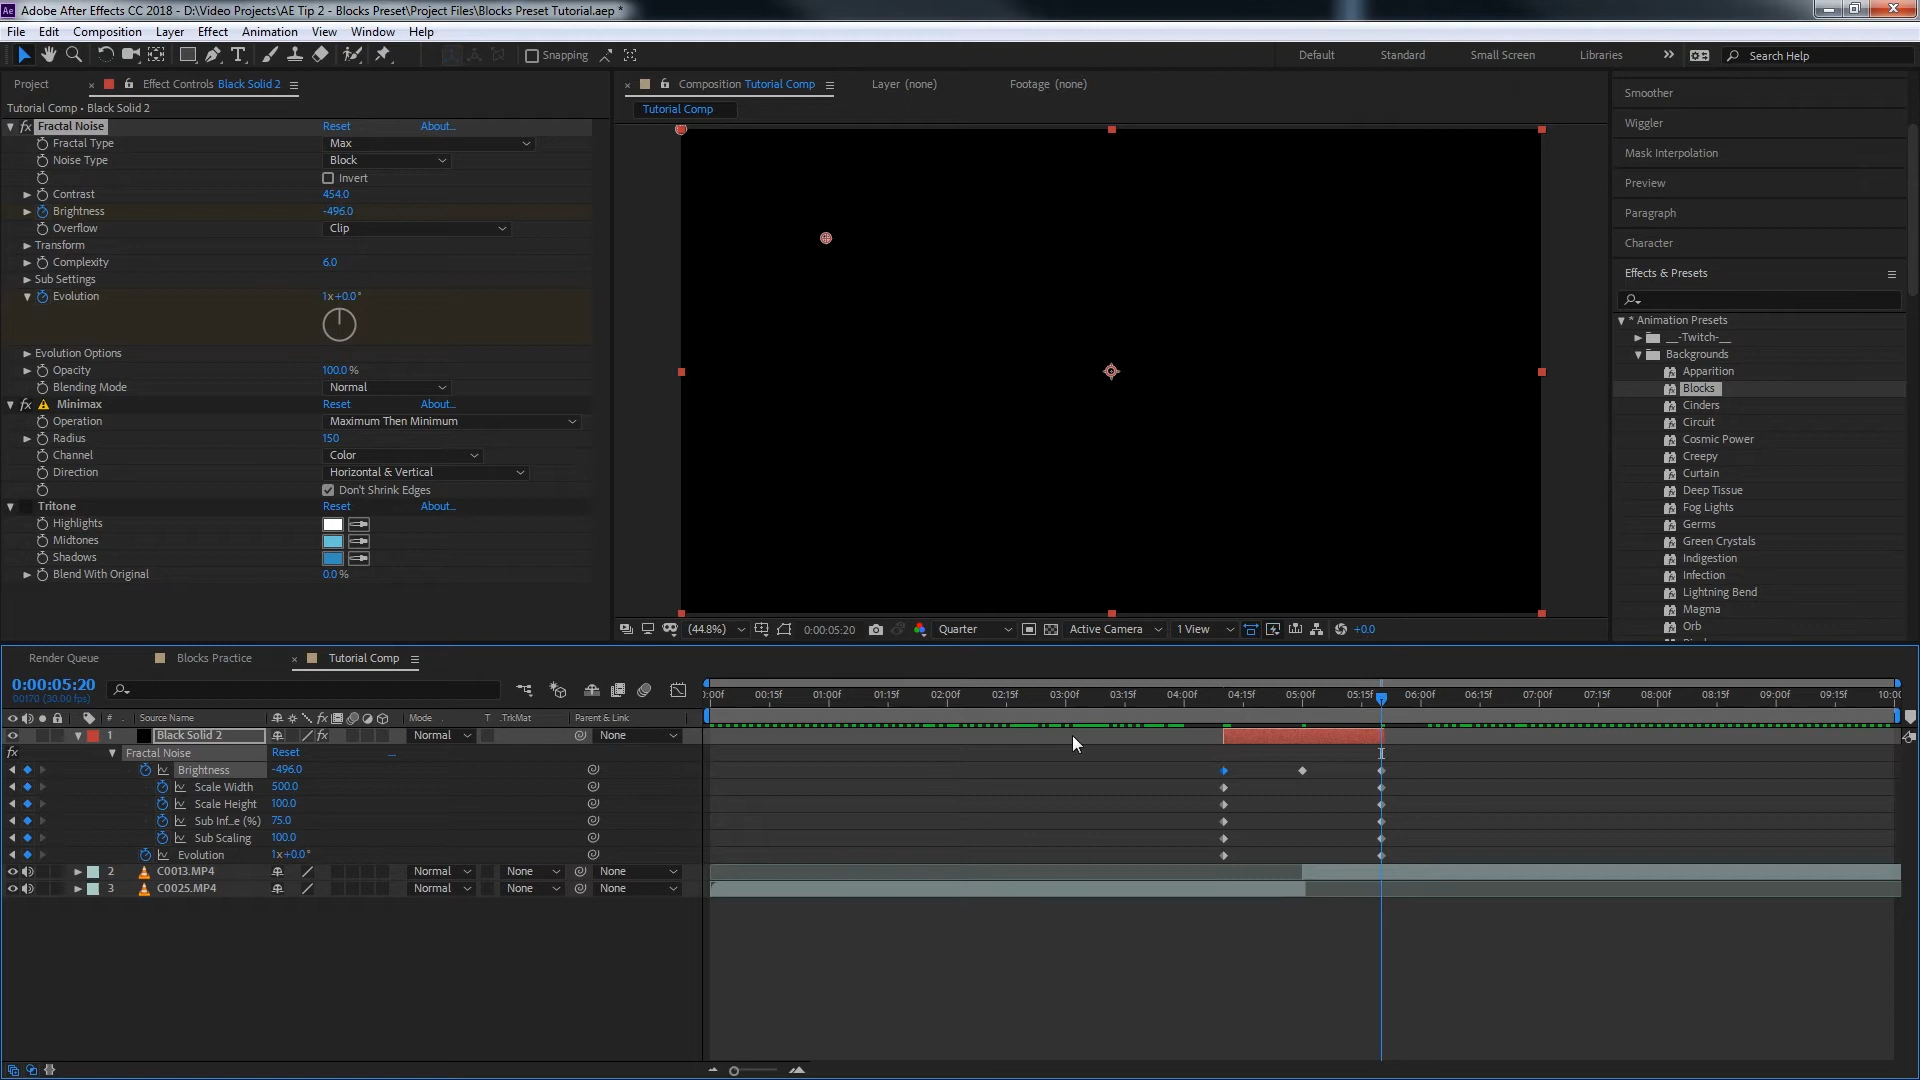 Adobe After Effects CC 2018 - D:\Video Projects\AE Tip 2 - Blocks Preset\Project Files\Blocks Preset Tutorial.aep *
File Edit Composition Layer Effect Animation View Window Help
Snapping
Default Standard Small Screen Libraries Search Help
Project Effect Controls Black Solid 2
Tutorial Comp • Black Solid 2
Fractal Noise Reset About...
Fractal Type Max
Noise Type Block
Invert
Contrast 454.0
Brightness -496.0
Overflow Clip
Transform
Complexity 6.0
Sub Settings
Evolution 1x+0.0°
Evolution Options
Opacity 100.0 %
Blending Mode Normal
Minimax Reset About...
Operation Maximum Then Minimum
Radius 150
Channel Color
Direction Horizontal & Vertical
Don't Shrink Edges
Tritone Reset About...
Highlights
Midtones
Shadows
Blend With Original 0.0 %
Composition Tutorial Comp Layer (none) Footage (none)
Tutorial Comp
(44.8%) 0:00:05:20 Quarter Active Camera 1 View +0.0
Smoother
Wiggler
Mask Interpolation
Preview
Paragraph
Character
Effects & Presets
* Animation Presets
__-Twitch-__
Backgrounds
Apparition
Blocks
Cinders
Circuit
Cosmic Power
Creepy
Curtain
Deep Tissue
Fog Lights
Germs
Green Crystals
Indigestion
Infection
Lightning Bend
Magma
Orb
Render Queue Blocks Practice Tutorial Comp
0:00:05:20
00170 (30.00 fps)
:00f 00:15f 01:00f 01:15f 02:00f 02:15f 03:00f 03:15f 04:00f 04:15f 05:00f 05:15f 06:00f 06:15f 07:00f 07:15f 08:00f 08:15f 09:00f 09:15f 10:00
# Source Name Mode T .TrkMat Parent & Link
1 Black Solid 2 Normal None
Fractal Noise Reset
Brightness -496.0
Scale Width 500.0
Scale Height 100.0
Sub Inf...e (%) 75.0
Sub Scaling 100.0
Evolution 1x+0.0°
2 C0013.MP4 Normal None None
3 C0025.MP4 Normal None None